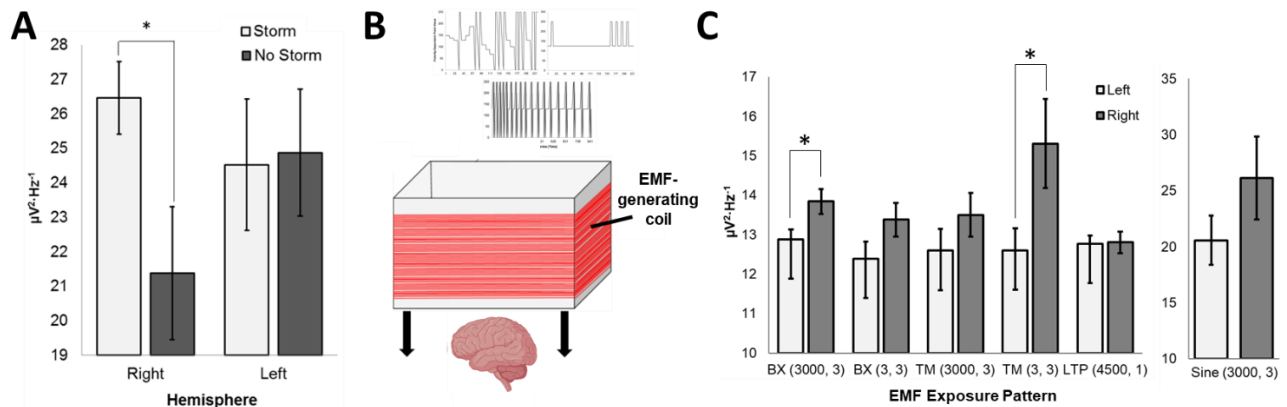 A
*
28
27
26
25
24
23
22
21
20
19
µV²·Hz⁻¹
Storm
No Storm
Right
Left
Hemisphere
B
EMF-
generating
coil
C
17
16
15
14
13
12
11
10
µV²·Hz⁻¹
*
*
Left
Right
BX (3000, 3)
BX (3, 3)
TM (3000, 3)
TM (3, 3)
LTP (4500, 1)
EMF Exposure Pattern
35
30
25
20
15
10
Sine (3000, 3)